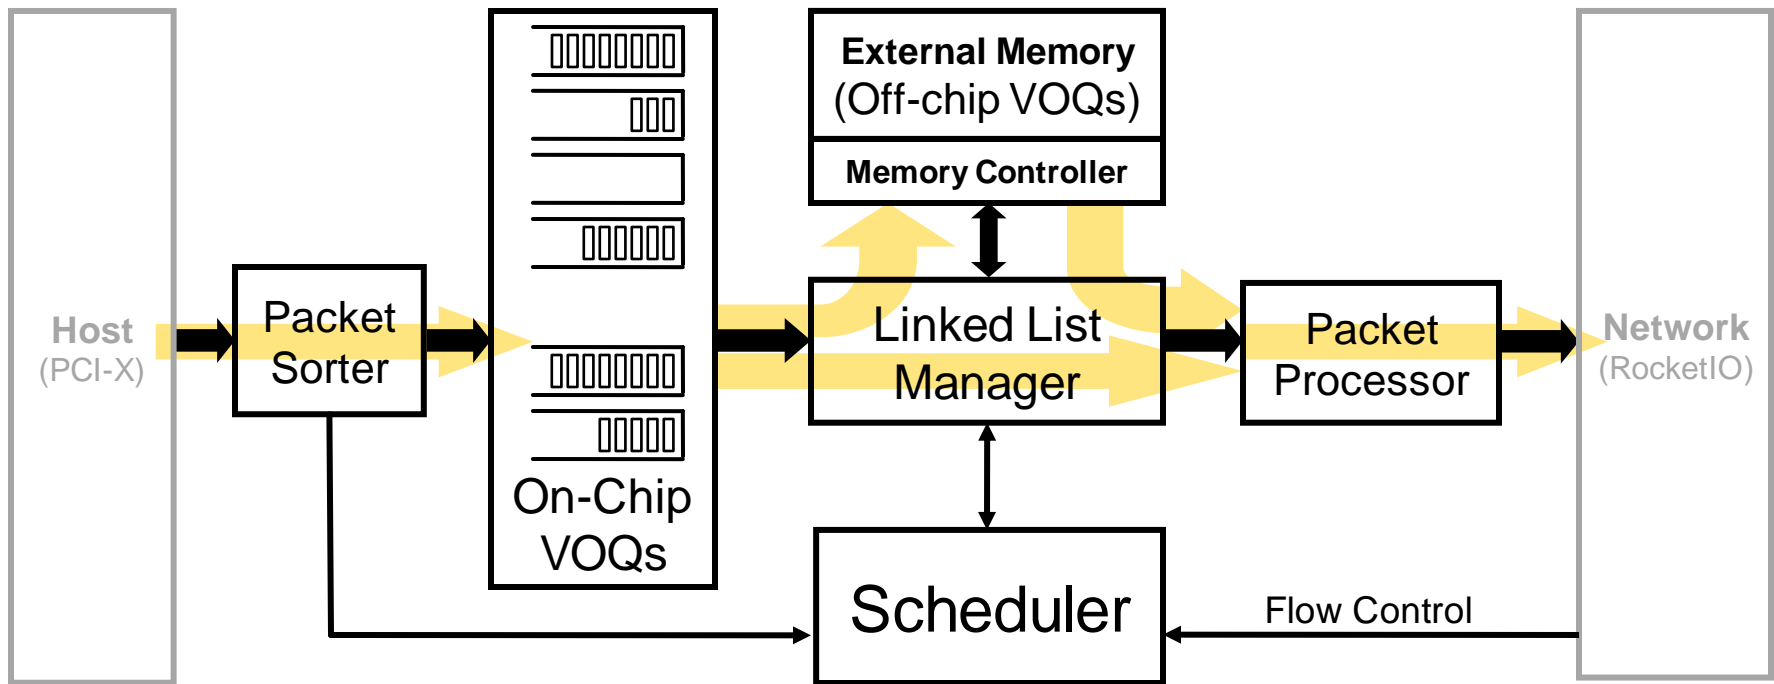 Host
(PCI-X)
Packet
Sorter
On-Chip
VOQs
External Memory
(Off-chip VOQs)
Memory Controller
Linked List
Manager
Scheduler
Packet
Processor
Flow Control
Network
(RocketIO)